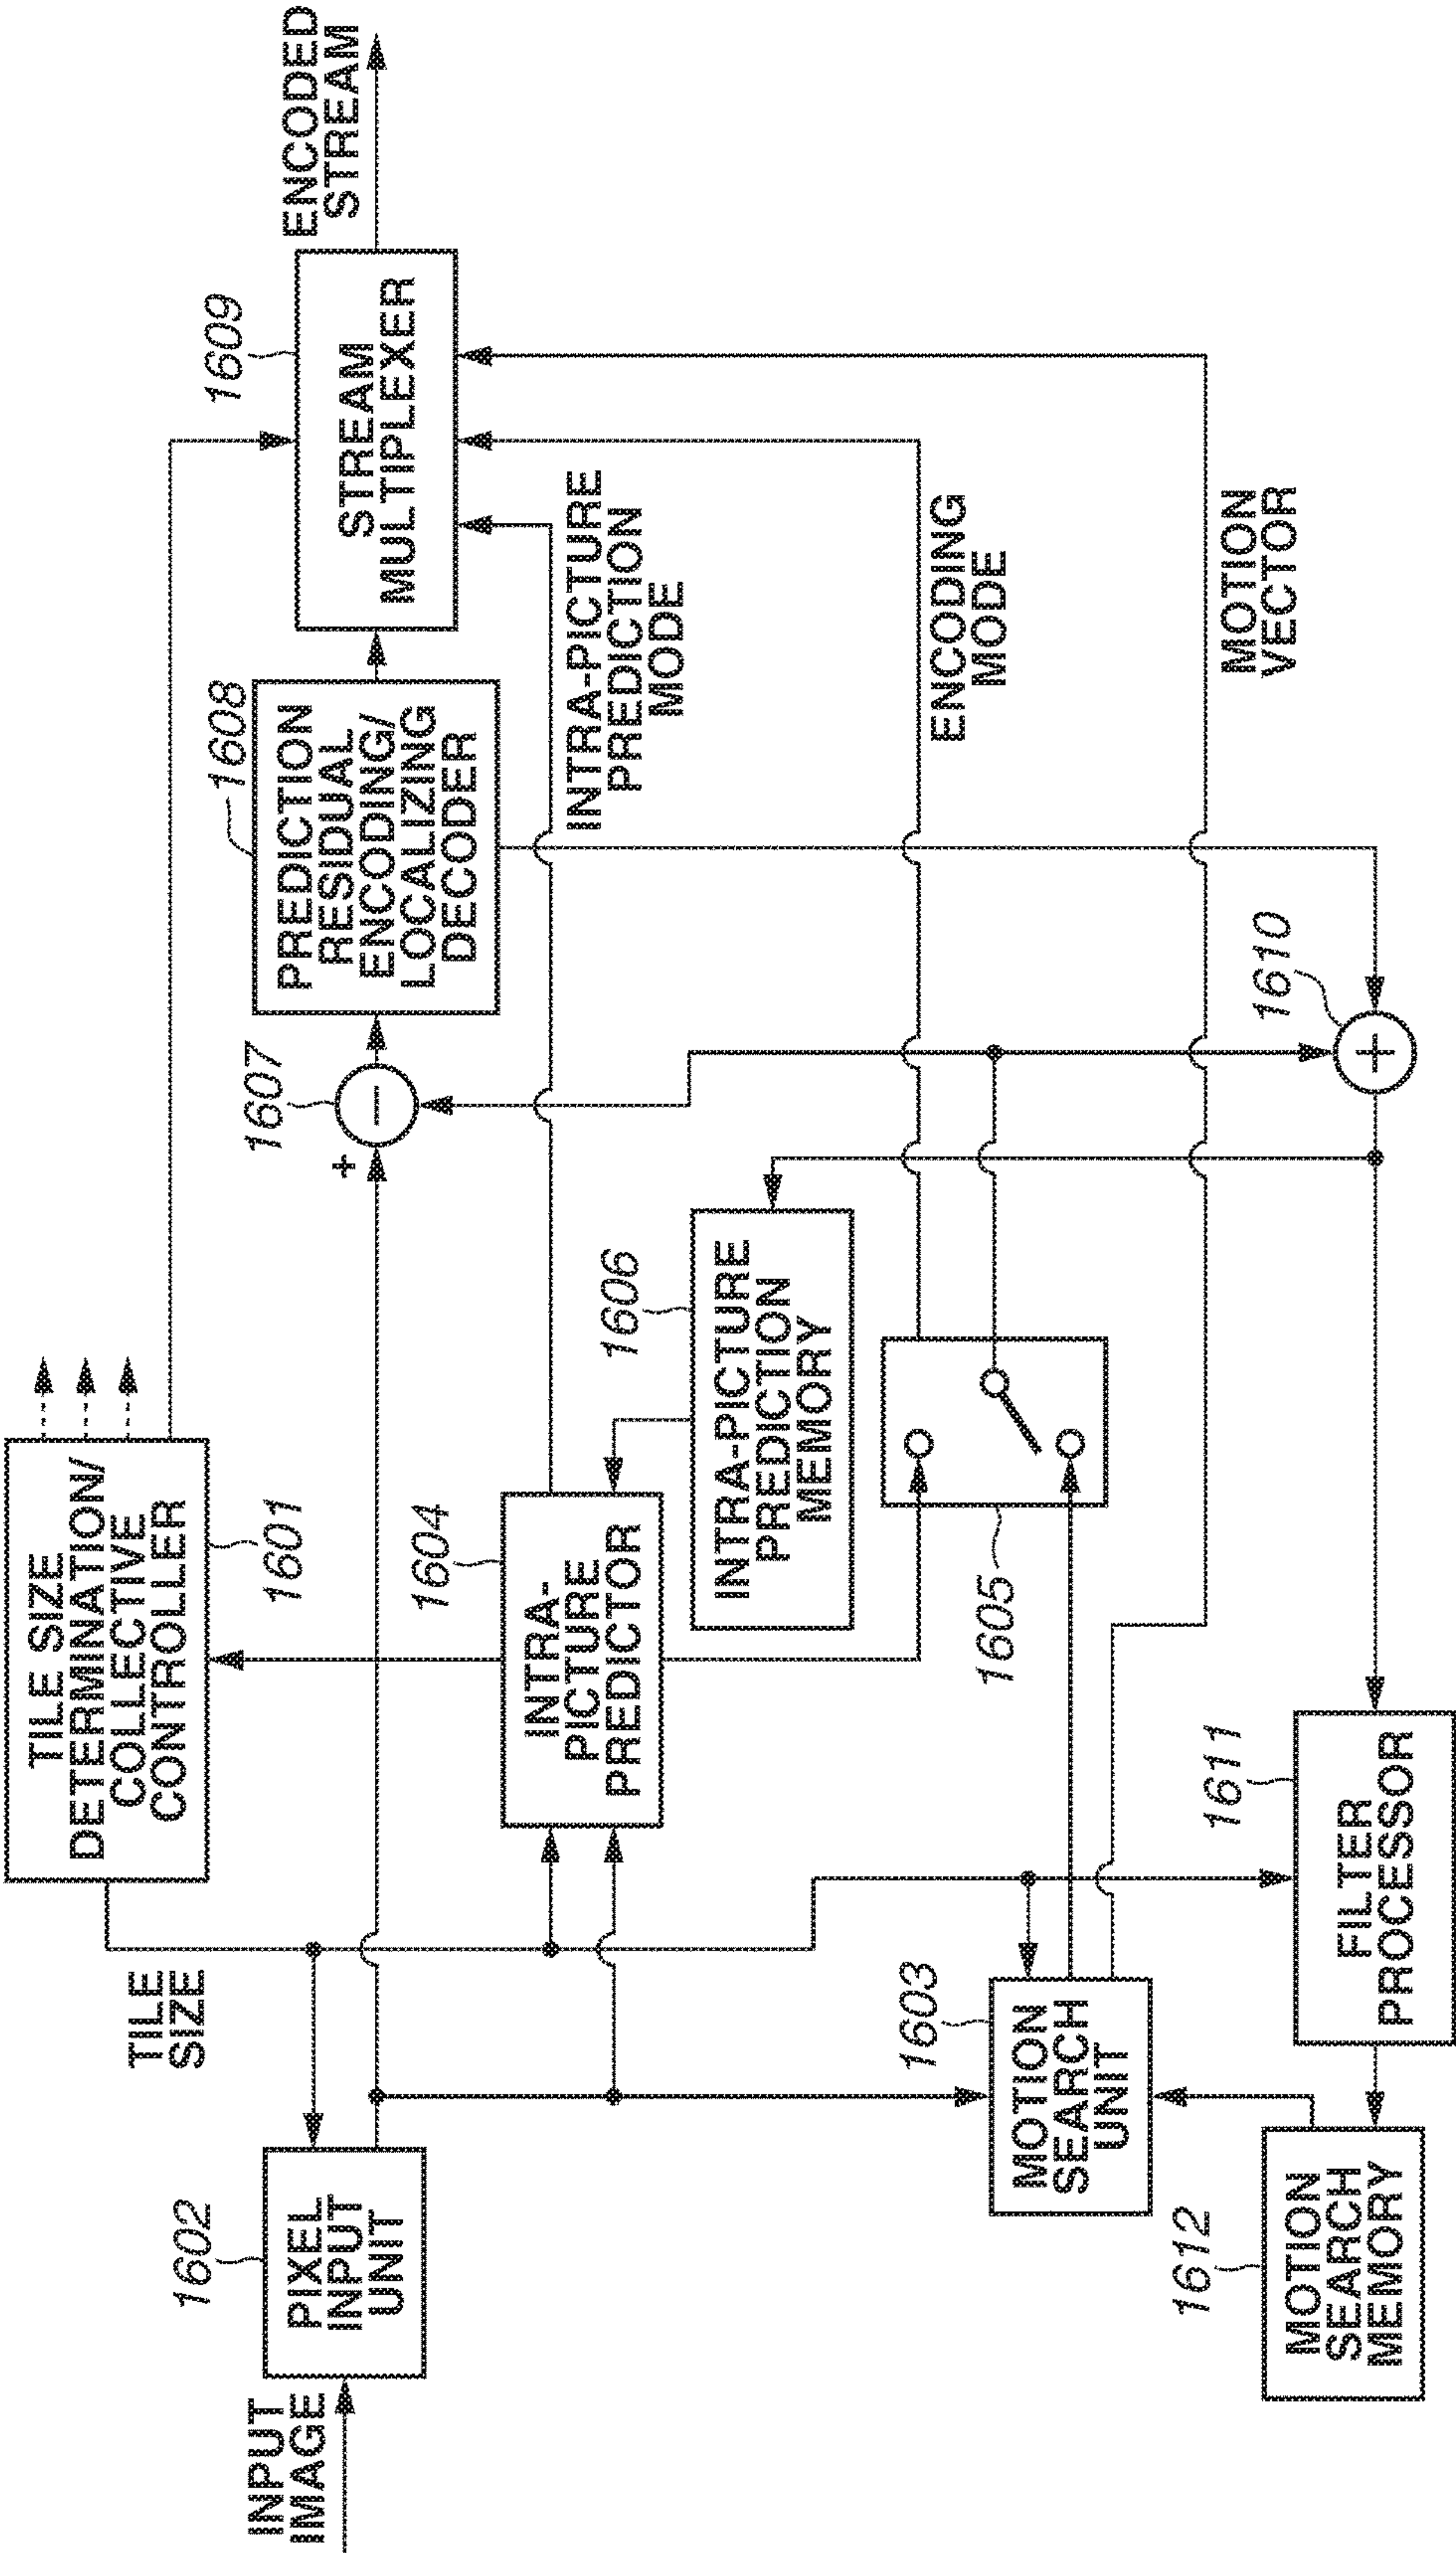 TILE SIZE
DETERMINATION/
COLLECTIVE
CONTROLLER
1601
TILE
SIZE
INPUT
IMAGE
1602
PIXEL
INPUT
UNIT
1607
+
−
1608
PREDICTION
RESIDUAL
ENCODING/
LOCALIZING
DECODER
1609
STREAM
MULTIPLEXER
ENCODED
STREAM
1604
INTRA-
PICTURE
PREDICTOR
INTRA-PICTURE
PREDICTION
MODE
1606
INTRA-PICTURE
PREDICTION
MEMORY
ENCODING
MODE
1605
1603
MOTION
SEARCH
UNIT
MOTION
VECTOR
1610
+
1611
FILTER
PROCESSOR
1612
MOTION
SEARCH
MEMORY